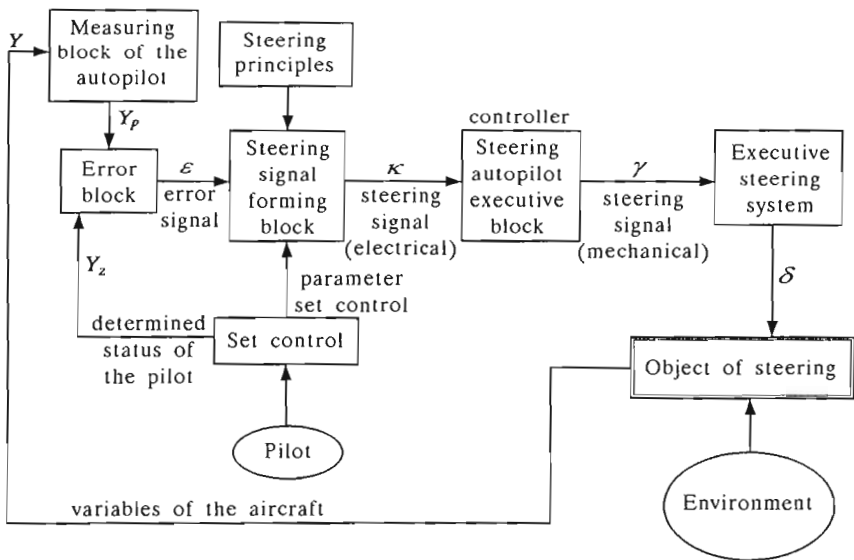 Y
Measuring
block of the
autopilot
Steering
principles
Y_p
controller
Error
block
ε
error
signal
Steering
signal
forming
block
κ
steering
signal
(electrical)
Steering
autopilot
executive
block
γ
steering
signal
(mechanical)
Executive
steering
system
Y_z
parameter
set control
δ
determined
status of
the pilot
Set control
Object of steering
Pilot
Environment
variables of the aircraft